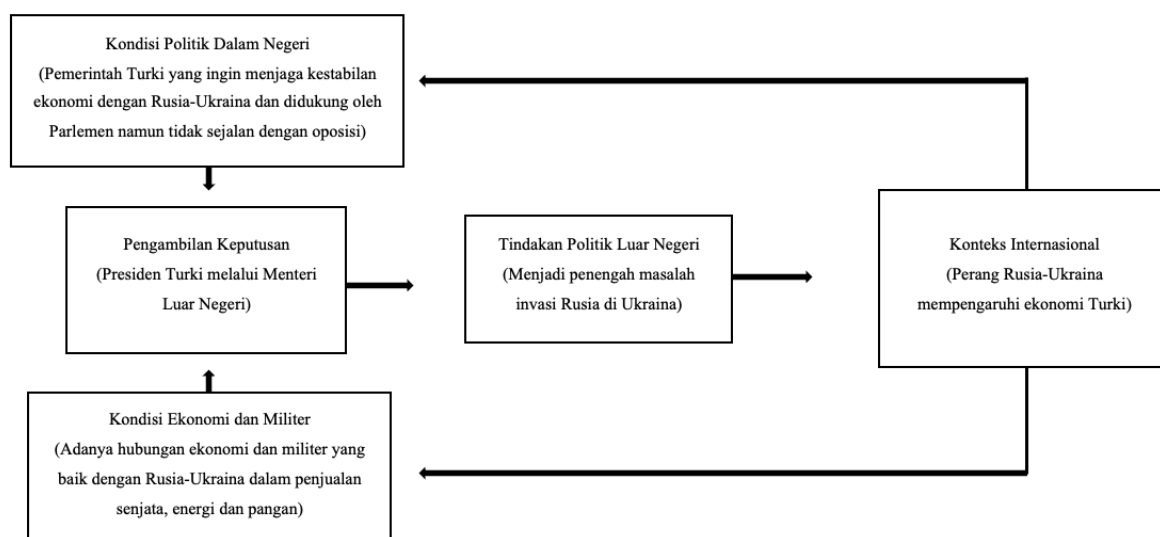 Kondisi Politik Dalam Negeri
(Pemerintah Turki yang ingin menjaga kestabilan
ekonomi dengan Rusia-Ukraina dan didukung oleh
Parlemen namun tidak sejalan dengan oposisi)
Pengambilan Keputusan
(Presiden Turki melalui Menteri
Luar Negeri)
Tindakan Politik Luar Negeri
(Menjadi penengah masalah
invasi Rusia di Ukraina)
Konteks Internasional
(Perang Rusia-Ukraina
mempengaruhi ekonomi Turki)
Kondisi Ekonomi dan Militer
(Adanya hubungan ekonomi dan militer yang
baik dengan Rusia-Ukraina dalam penjualan
senjata, energi dan pangan)